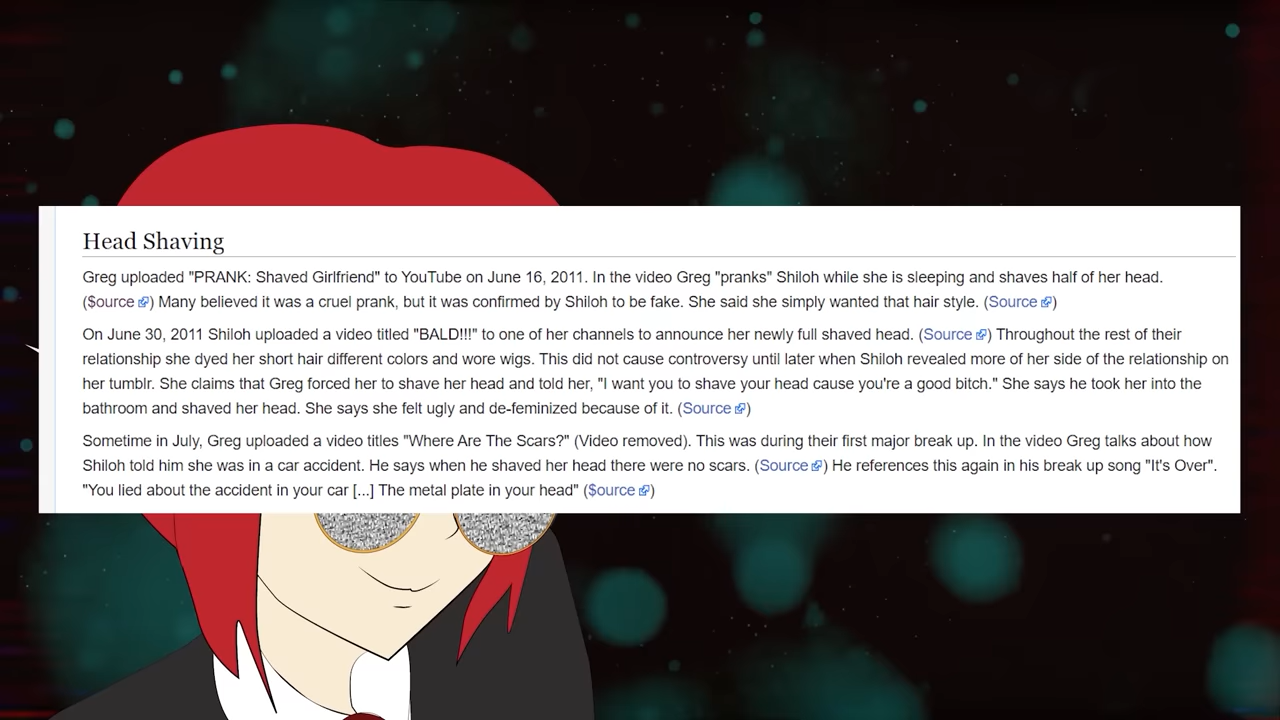 Head Shaving
Greg uploaded "PRANK: Shaved Girlfriend" to YouTube on June 16, 2011. In the video Greg "pranks" Shiloh while she is sleeping and shaves half of her head.
($ource) Many believed it was a cruel prank, but it was confirmed by Shiloh to be fake. She said she simply wanted that hair style. (Source)
On June 30, 2011 Shiloh uploaded a video titled "BALD!!!" to one of her channels to announce her newly full shaved head. (Source) Throughout the rest of their
relationship she dyed her short hair different colors and wore wigs. This did not cause controversy until later when Shiloh revealed more of her side of the relationship on
her tumblr. She claims that Greg forced her to shave her head and told her, "I want you to shave your head cause you're a good bitch." She says he took her into the
bathroom and shaved her head. She says she felt ugly and de-feminized because of it. (Source)
Sometime in July, Greg uploaded a video titles "Where Are The Scars?" (Video removed). This was during their first major break up. In the video Greg talks about how
Shiloh told him she was in a car accident. He says when he shaved her head there were no scars. (Source) He references this again in his break up song "It's Over".
"You lied about the accident in your car [...] The metal plate in your head" ($ource)